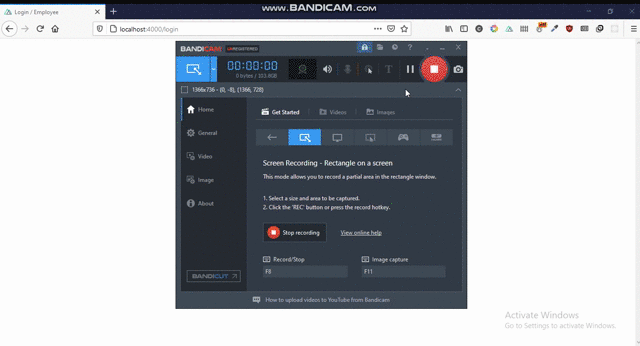 www.BANDICAM.com
Login / Employee
localhost:4000/login
BANDICAM UNREGISTERED
00:00:00
0 bytes / 103.4GB
1366x736 - (0, -8), (1366, 728)
Home
General
Video
Image
About
BANDICUT
Get Started
Videos
Images
Screen Recording - Rectangle on a screen
This mode allows you to record a partial area in the rectangle window.
1. Select a size and area to be captured.
2. Click the 'REC' button or press the record hotkey.
Stop recording
View online help
Record/Stop
Image capture
F8
F11
How to upload videos to YouTube from Bandicam
Activate Windows
Go to Settings to activate Windows.